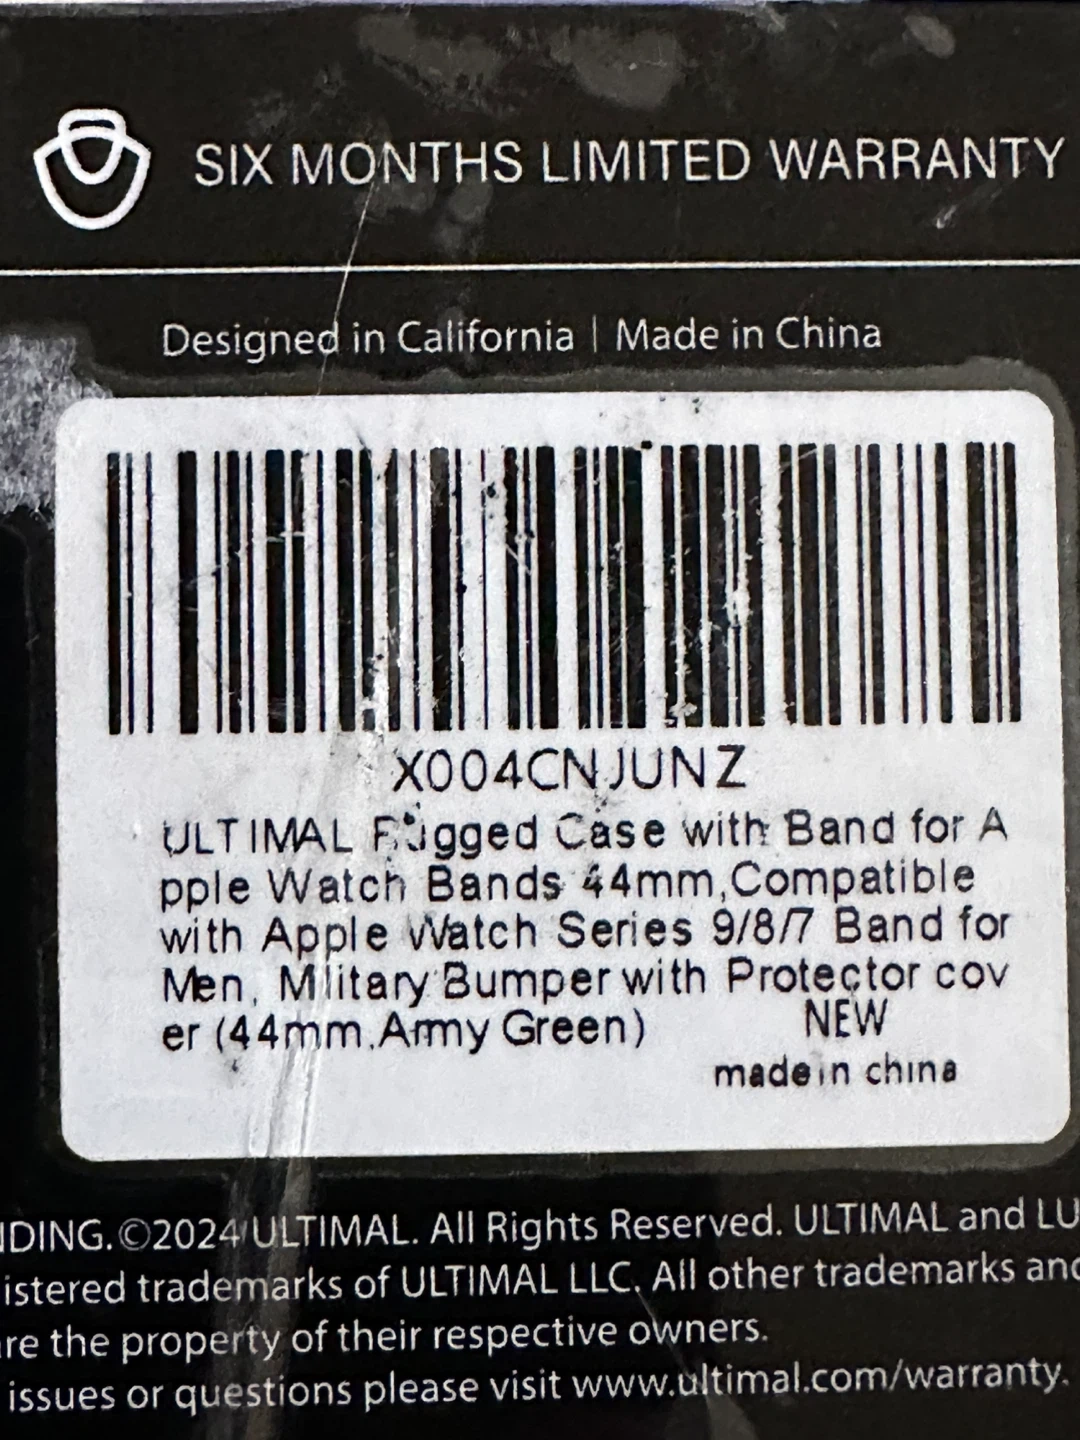 SIX MONTHS LIMITED WARRANTY
Designed in California | Made in China
X004CNJUNZ
ULTIMAL Rugged Case with Band for A
pple Watch Bands 44mm,Compatible
with Apple Watch Series 9/8/7 Band for
Men, Military Bumper with Protector cov
er (44mm,Army Green)
NEW
made in china
NDING. ©2024 ULTIMAL. All Rights Reserved. ULTIMAL and LU
istered trademarks of ULTIMAL LLC. All other trademarks and
re the property of their respective owners.
issues or questions please visit www.ultimal.com/warranty.